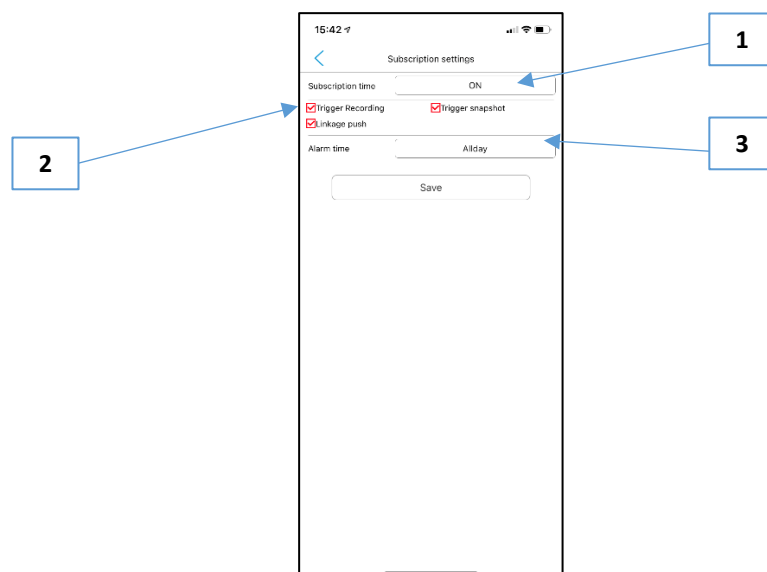 15:42
1
Subscription settings
Subscription time ON
Trigger Recording Trigger snapshot
Linkage push
2
3
Alarm time Allday
Save